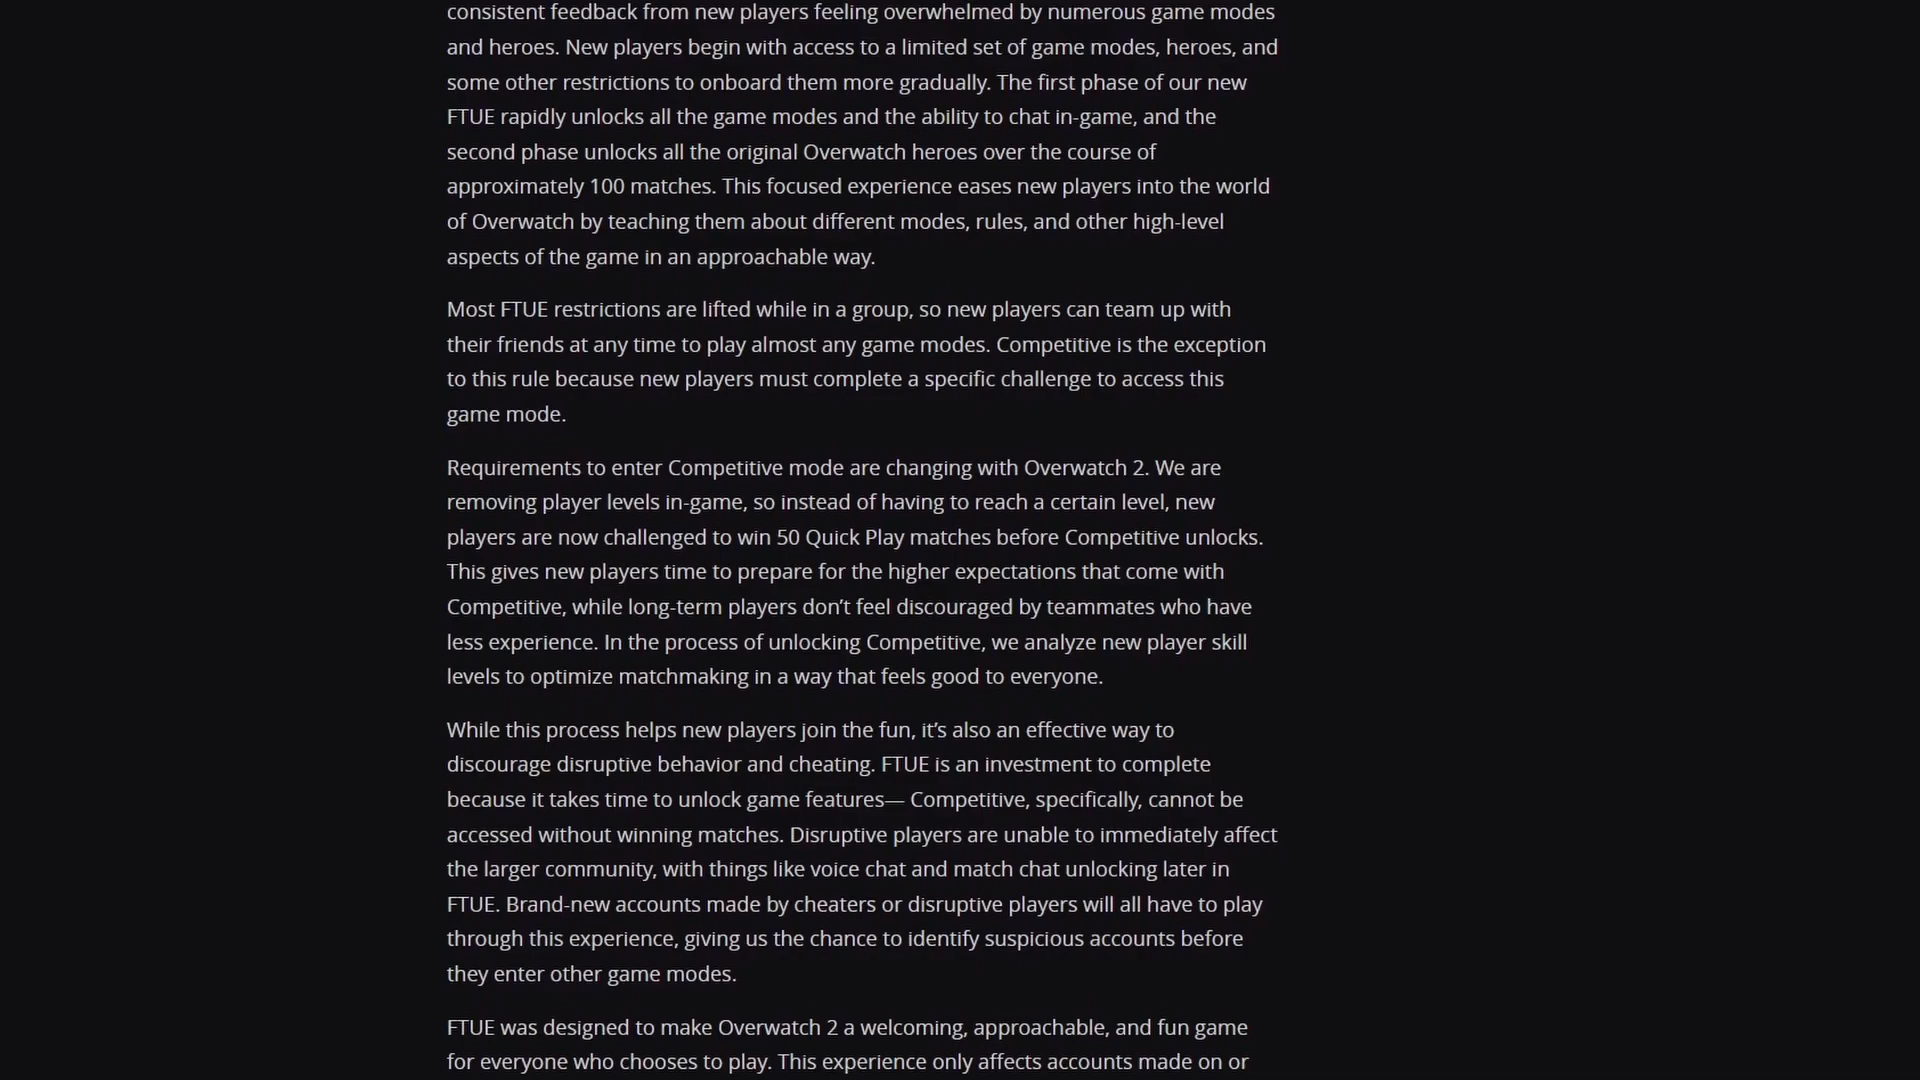 consistent feedback from new players feeling overwhelmed by numerous game modes
and heroes. New players begin with access to a limited set of game modes, heroes, and
some other restrictions to onboard them more gradually. The first phase of our new
FTUE rapidly unlocks all the game modes and the ability to chat in-game, and the
second phase unlocks all the original Overwatch heroes over the course of
approximately 100 matches. This focused experience eases new players into the world
of Overwatch by teaching them about different modes, rules, and other high-level
aspects of the game in an approachable way.
Most FTUE restrictions are lifted while in a group, so new players can team up with
their friends at any time to play almost any game modes. Competitive is the exception
to this rule because new players must complete a specific challenge to access this
game mode.
Requirements to enter Competitive mode are changing with Overwatch 2. We are
removing player levels in-game, so instead of having to reach a certain level, new
players are now challenged to win 50 Quick Play matches before Competitive unlocks.
This gives new players time to prepare for the higher expectations that come with
Competitive, while long-term players don’t feel discouraged by teammates who have
less experience. In the process of unlocking Competitive, we analyze new player skill
levels to optimize matchmaking in a way that feels good to everyone.
While this process helps new players join the fun, it’s also an effective way to
discourage disruptive behavior and cheating. FTUE is an investment to complete
because it takes time to unlock game features— Competitive, specifically, cannot be
accessed without winning matches. Disruptive players are unable to immediately affect
the larger community, with things like voice chat and match chat unlocking later in
FTUE. Brand-new accounts made by cheaters or disruptive players will all have to play
through this experience, giving us the chance to identify suspicious accounts before
they enter other game modes.
FTUE was designed to make Overwatch 2 a welcoming, approachable, and fun game
for everyone who chooses to play. This experience only affects accounts made on or